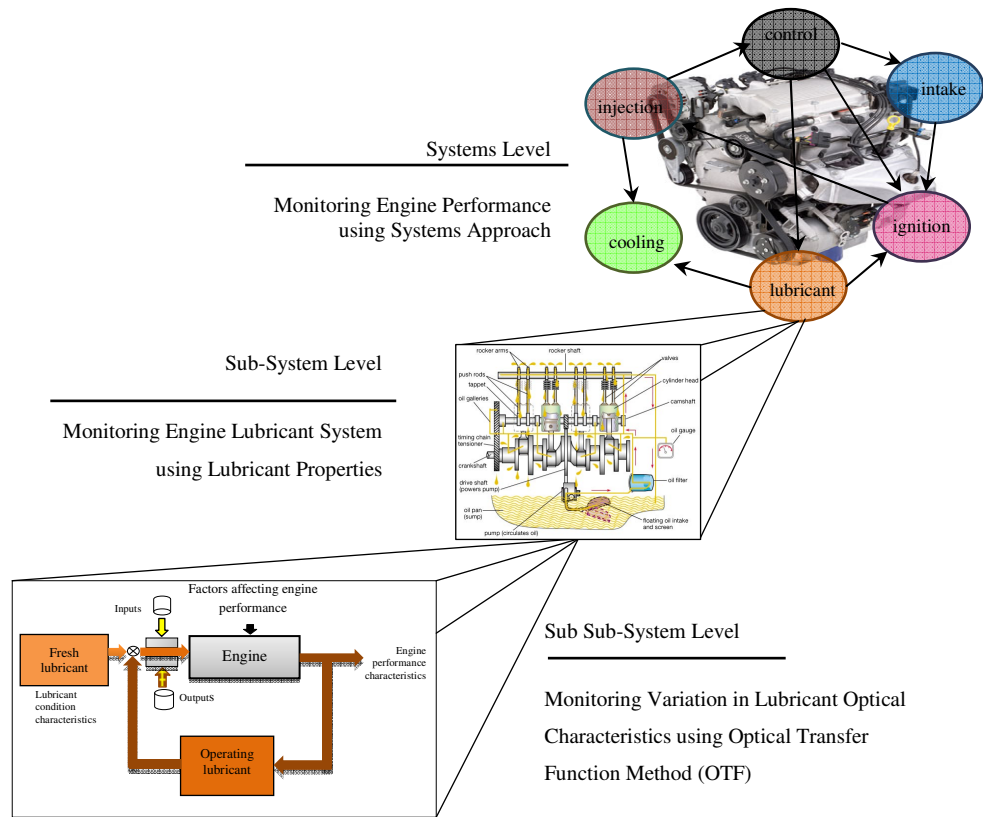 control
injection
intake
Systems Level
Monitoring Engine Performance
using Systems Approach
cooling
ignition
lubricant
Sub-System Level
Monitoring Engine Lubricant System
using Lubricant Properties
rocker arms
rocker shaft
valves
push rods
tappet
cylinder head
oil galleries
camshaft
timing chain
tensioner
oil gauge
crankshaft
drive shaft
(powers pump)
oil filter
oil pan
(sump)
floating oil intake
and screen
pump (circulates oil)
Factors affecting engine
performance
Inputs
Fresh
lubricant
Engine
Engine
performance
characteristics
Lubricant
condition
characteristics
Outputs
Operating
lubricant
Sub Sub-System Level
Monitoring Variation in Lubricant Optical
Characteristics using Optical Transfer
Function Method (OTF)